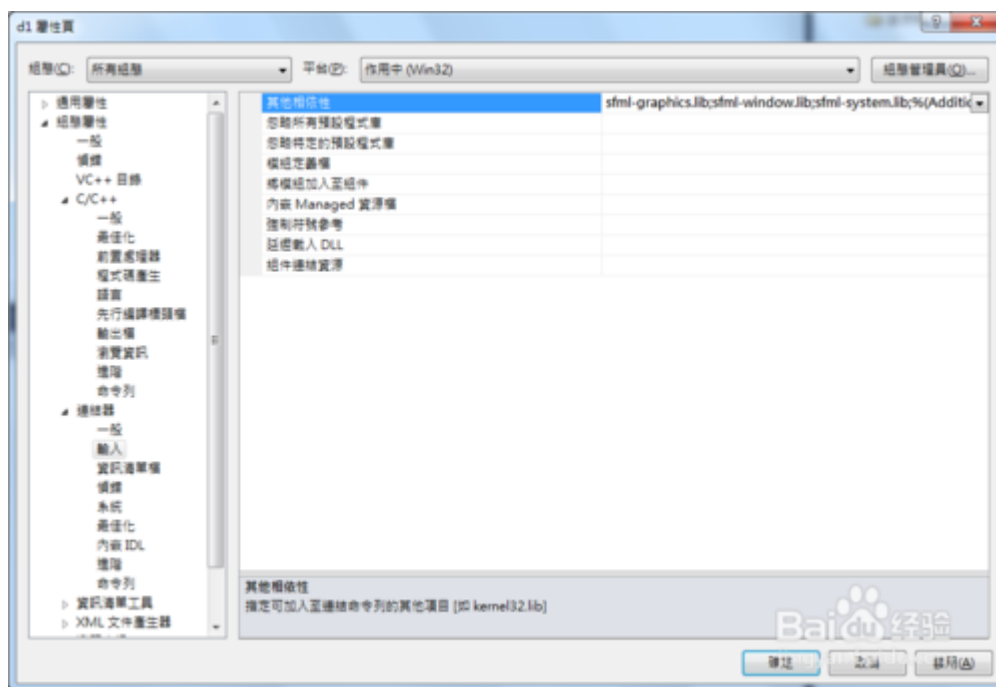 d1 屬性頁
組態(C): 所有組態 平台(P): 作用中 (Win32) 組態管理員(O)...
通用屬性
組態屬性
一般
偵錯
VC++ 目錄
C/C++
一般
最佳化
前置處理器
程式碼產生
語言
先行編譯標頭檔
輸出檔
瀏覽資訊
進階
命令列
連結器
一般
輸入
資訊清單檔
偵錯
系統
最佳化
內嵌 IDL
進階
命令列
資訊清單工具
XML 文件產生器
其他相依性 sfml-graphics.lib;sfml-window.lib;sfml-system.lib;%(Additic
忽略所有預設程式庫
忽略特定的預設程式庫
模組定義檔
將模組加入至組件
內嵌 Managed 資源檔
強制符號參考
延遲載入 DLL
組件連結資源
其他相依性
指定可加入至連結命令列的其他項目 [如 kernel32.lib]
Baidu 经验
確定 取消 套用(A)